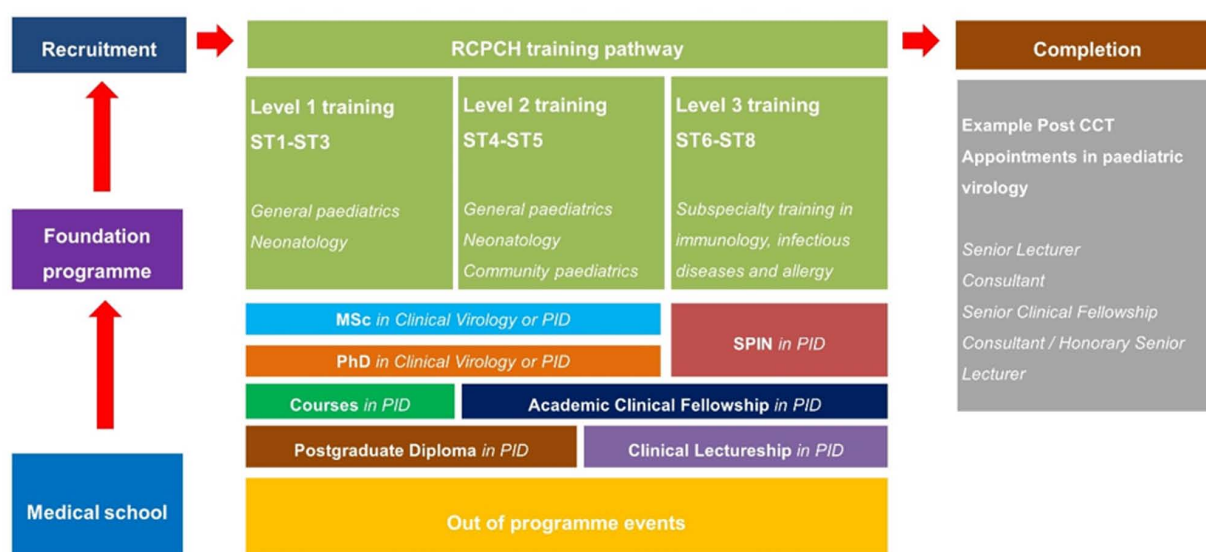 Recruitment
Foundation
programme
Medical school
RCPCH training pathway
Level 1 training
ST1-ST3
General paediatrics
Neonatology
Level 2 training
ST4-ST5
General paediatrics
Neonatology
Community paediatrics
Level 3 training
ST6-ST8
Subspecialty training in
immunology, infectious
diseases and allergy
MSc in Clinical Virology or PID
PhD in Clinical Virology or PID
SPIN in PID
Courses in PID
Academic Clinical Fellowship in PID
Postgraduate Diploma in PID
Clinical Lectureship in PID
Out of programme events
Completion
Example Post CCT
Appointments in paediatric
virology
Senior Lecturer
Consultant
Senior Clinical Fellowship
Consultant / Honorary Senior
Lecturer